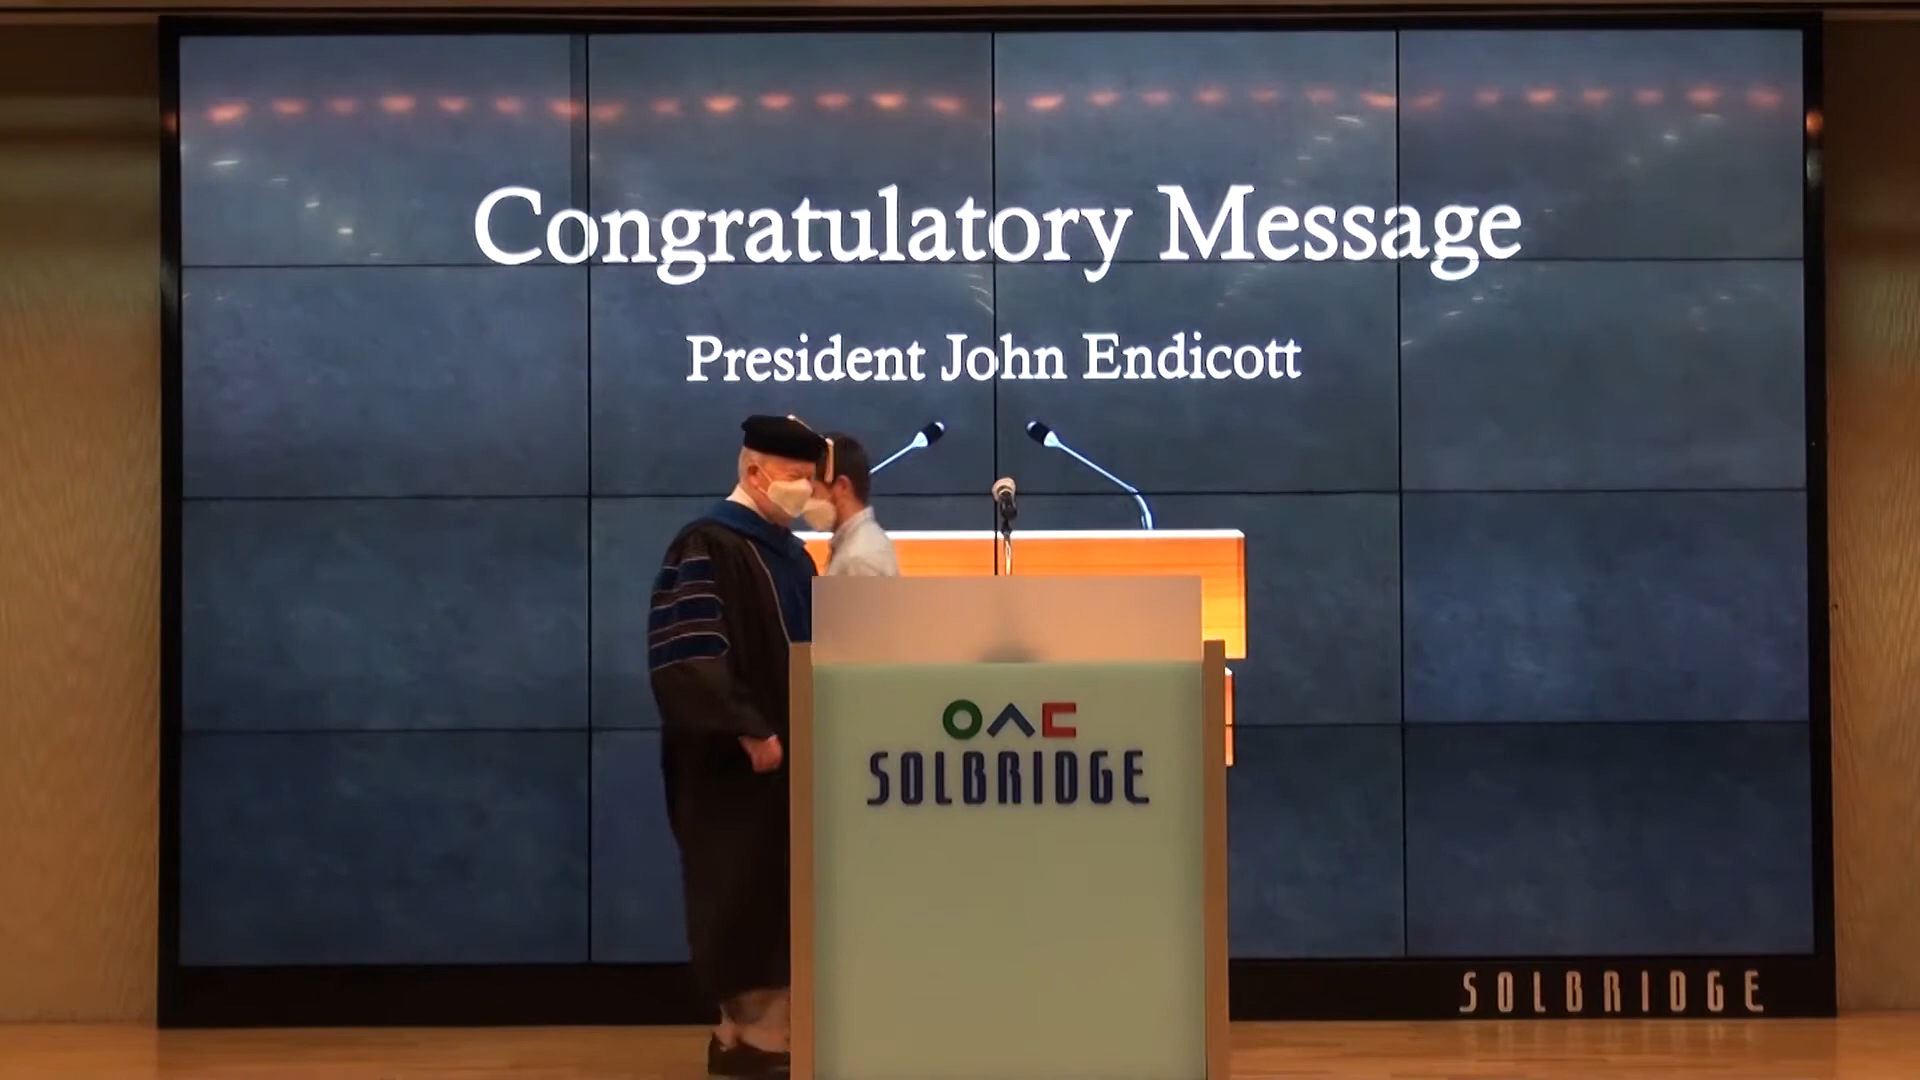 Congratulatory Message
President John Endicott
SOLBRIDGE
SOLBRIDGE